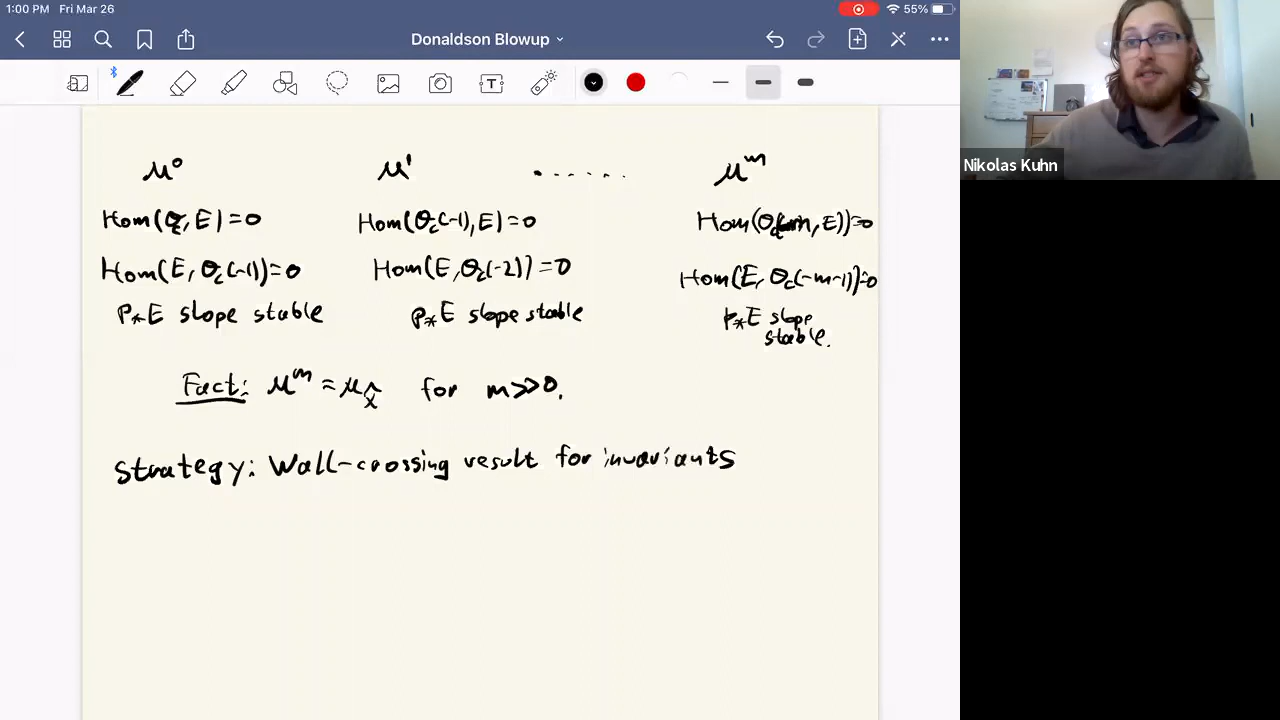 1:00 PM Fri Mar 26
55%
Donaldson Blowup
T
Nikolas Kuhn
M⁰ M¹ ...... Mᵐ
Hom(O_C, E) = 0 Hom(O_C(-1), E) = 0 Hom(O_C(-m, E)) = 0
Hom(E, O_C(-1)) = 0 Hom(E, O_C(-2)) = 0 Hom(E, O_C(-m-1)) = 0
P_* E slope stable P_* E slope stable P_* E slope stable.
Fact: Mᵐ = M_X̂ for m >> 0.
Strategy: Wall-crossing result for invariants